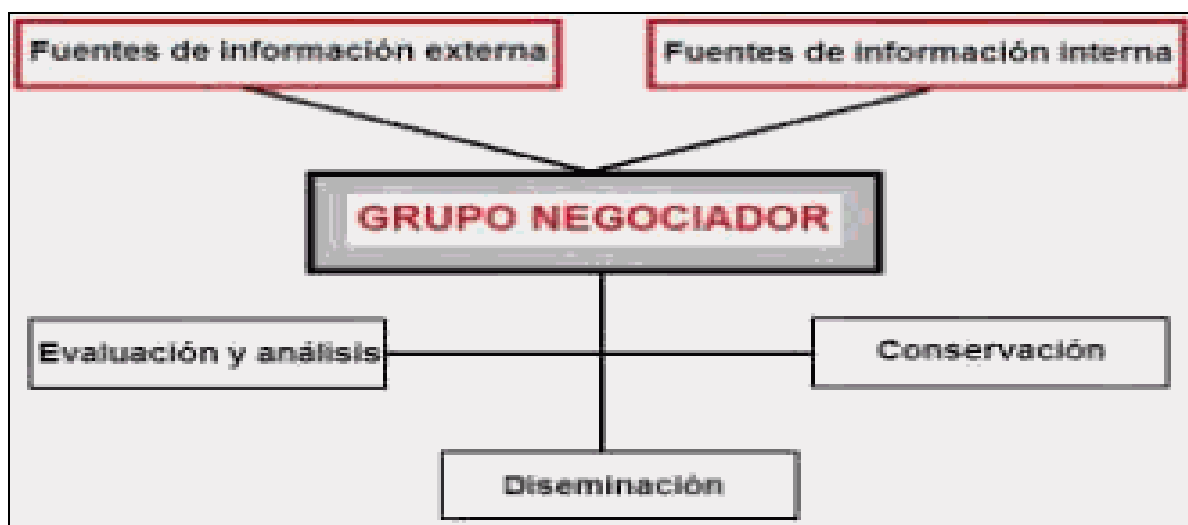 Fuentes de información externa
Fuentes de información interna
GRUPO NEGOCIADOR
Evaluación y análisis
Conservación
Diseminación